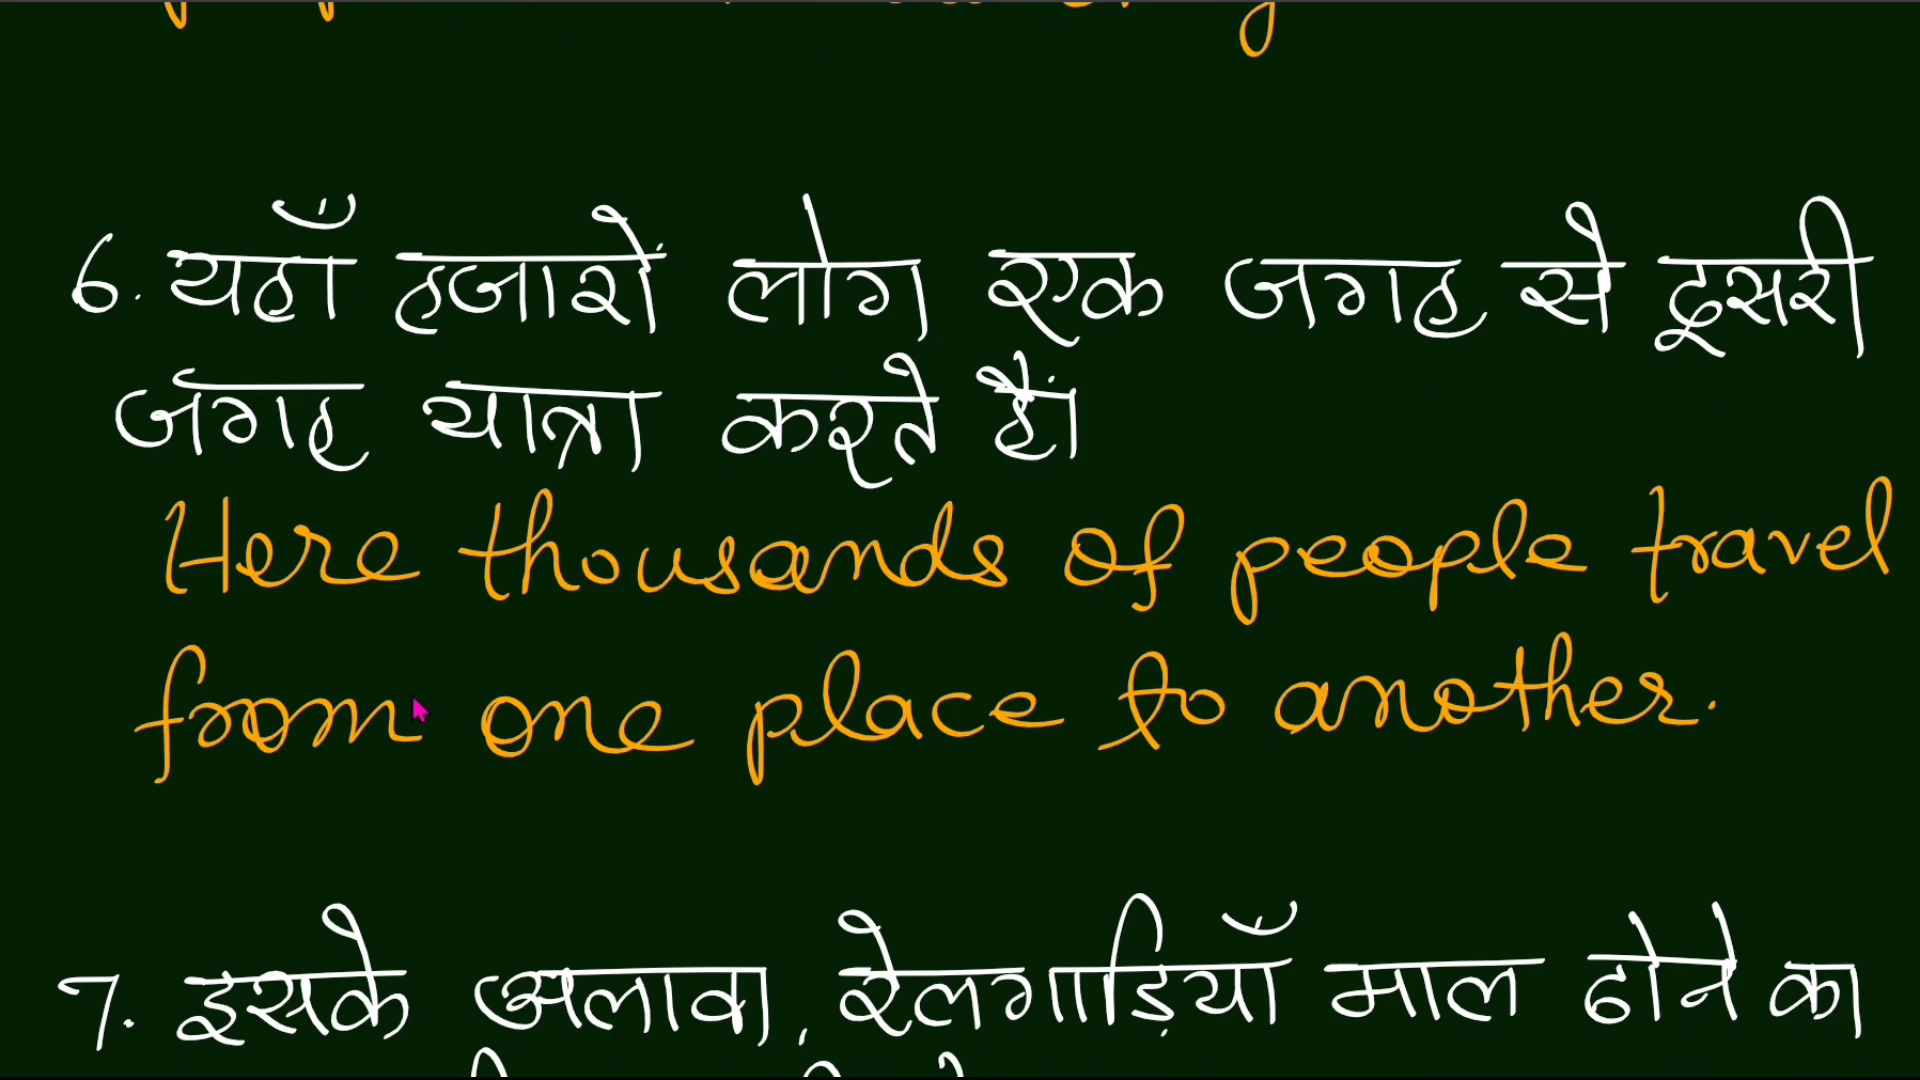 6. यहाँ हजारों लोग एक जगह से दूसरी
जगह यात्रा करते हैं।
Here thousands of people travel
from one place to another.
7. इसके अलावा, रेलगाड़ियाँ माल ढोने का